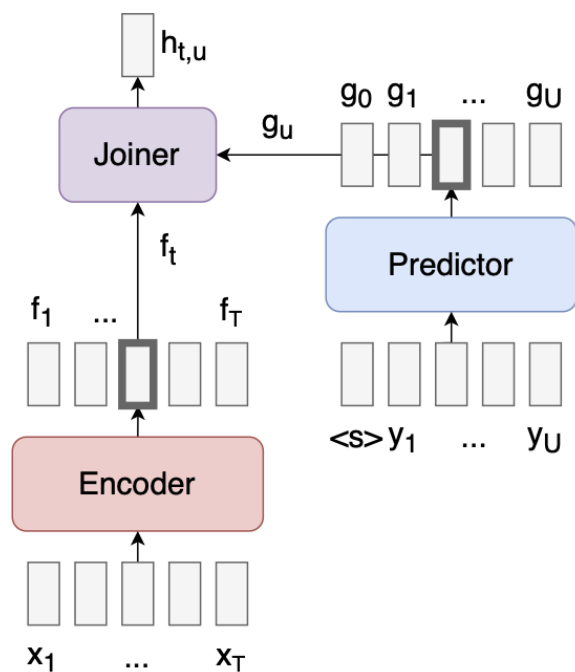 h_{t,u}
g_0 g_1 ... g_U
g_u
Joiner
Predictor
f_t
f_1 ... f_T
<s> y_1 ... y_U
Encoder
x_1 ... x_T